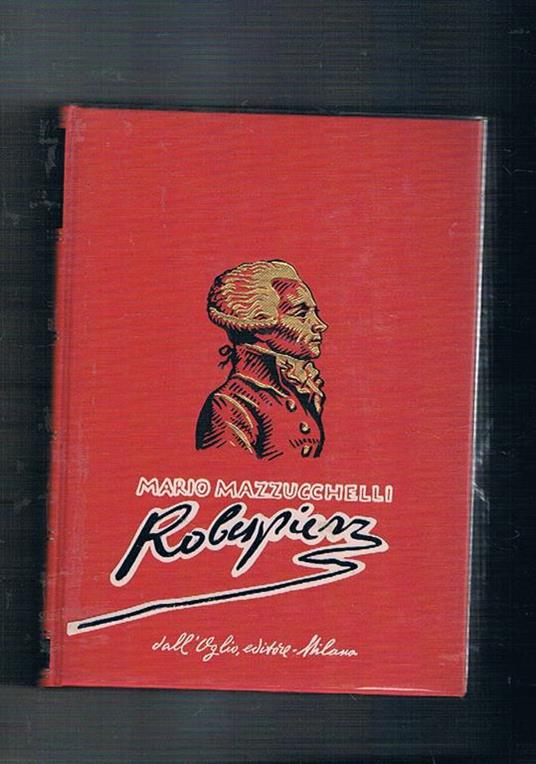 MARIO MAZZUCCHELLI
Robespierre
dall'Oglio, editore - Milano